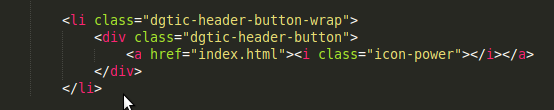 <li class="dgtic-header-button-wrap">
<div class="dgtic-header-button">
<a href="index.html"><i class="icon-power"></i></a>
</div>
</li>